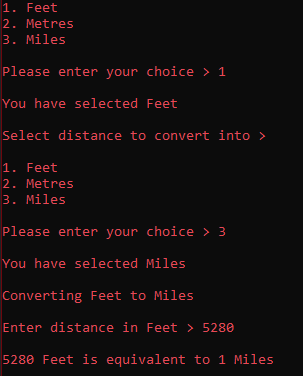 1. Feet
2. Metres
3. Miles
Please enter your choice > 1
You have selected Feet
Select distance to convert into >
1. Feet
2. Metres
3. Miles
Please enter your choice > 3
You have selected Miles
Converting Feet to Miles
Enter distance in Feet > 5280
5280 Feet is equivalent to 1 Miles